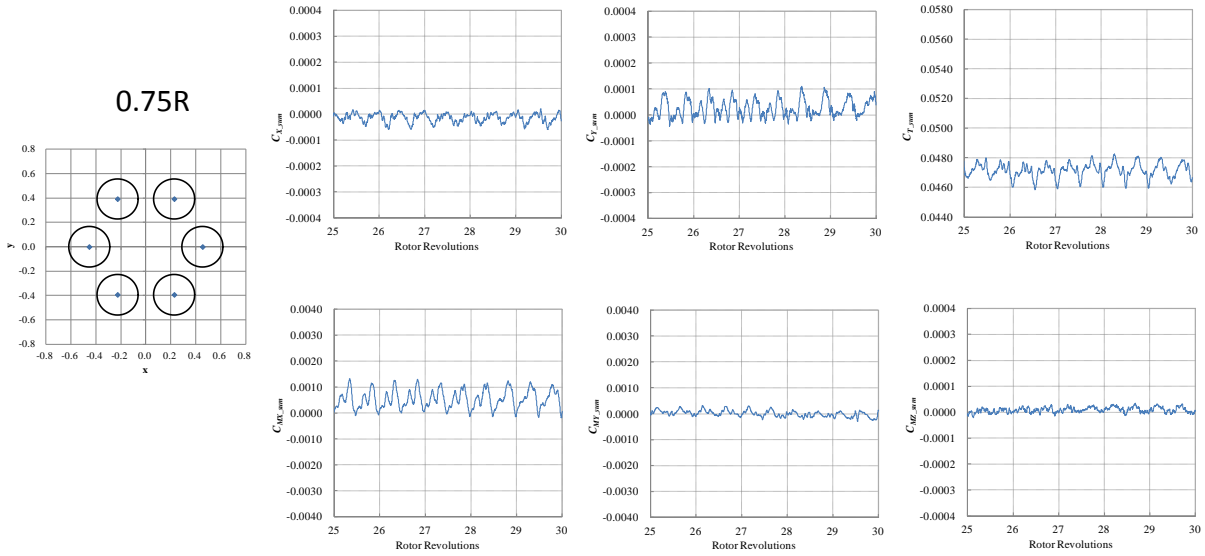 0.75R
0.8
0.6
0.4
0.2
0.0
-0.2
-0.4
-0.6
-0.8
y
-0.8 -0.6 -0.4 -0.2 0.0 0.2 0.4 0.6 0.8
x
0.0004
0.0003
0.0002
0.0001
0.0000
-0.0001
-0.0002
-0.0003
-0.0004
C_X_sum
25 26 27 28 29 30
Rotor Revolutions
0.0004
0.0003
0.0002
0.0001
0.0000
-0.0001
-0.0002
-0.0003
-0.0004
C_Y_sum
25 26 27 28 29 30
Rotor Revolutions
0.0580
0.0560
0.0540
0.0520
0.0500
0.0480
0.0460
0.0440
C_T_sum
25 26 27 28 29 30
Rotor Revolutions
0.0040
0.0030
0.0020
0.0010
0.0000
-0.0010
-0.0020
-0.0030
-0.0040
C_MX_sum
25 26 27 28 29 30
Rotor Revolutions
0.0040
0.0030
0.0020
0.0010
0.0000
-0.0010
-0.0020
-0.0030
-0.0040
C_MY_sum
25 26 27 28 29 30
Rotor Revolutions
0.0004
0.0003
0.0002
0.0001
0.0000
-0.0001
-0.0002
-0.0003
-0.0004
C_MZ_sum
25 26 27 28 29 30
Rotor Revolutions